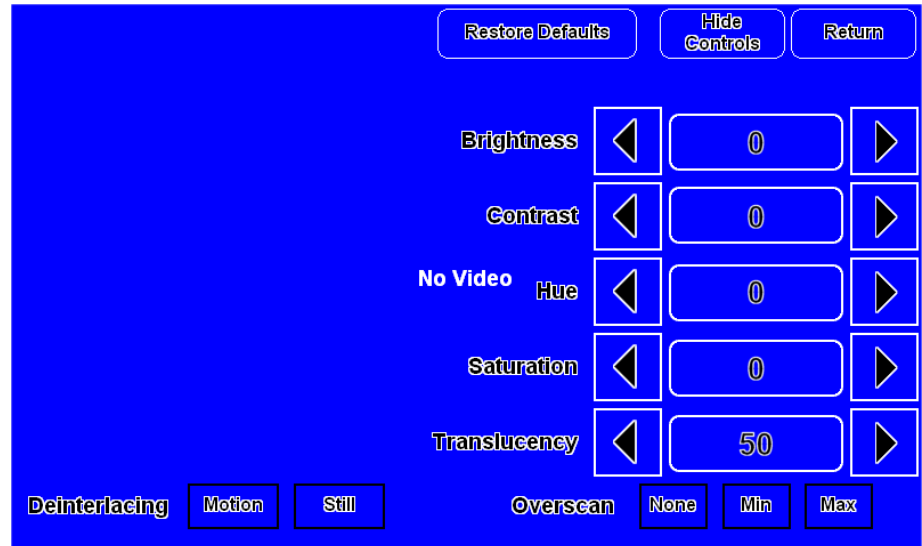 Restore Defaults
Hide
Controls
Return
Brightness 0
Contrast 0
No Video
Hue 0
Saturation 0
Translucency 50
Deinterlacing Motion Still Overscan None Min Max